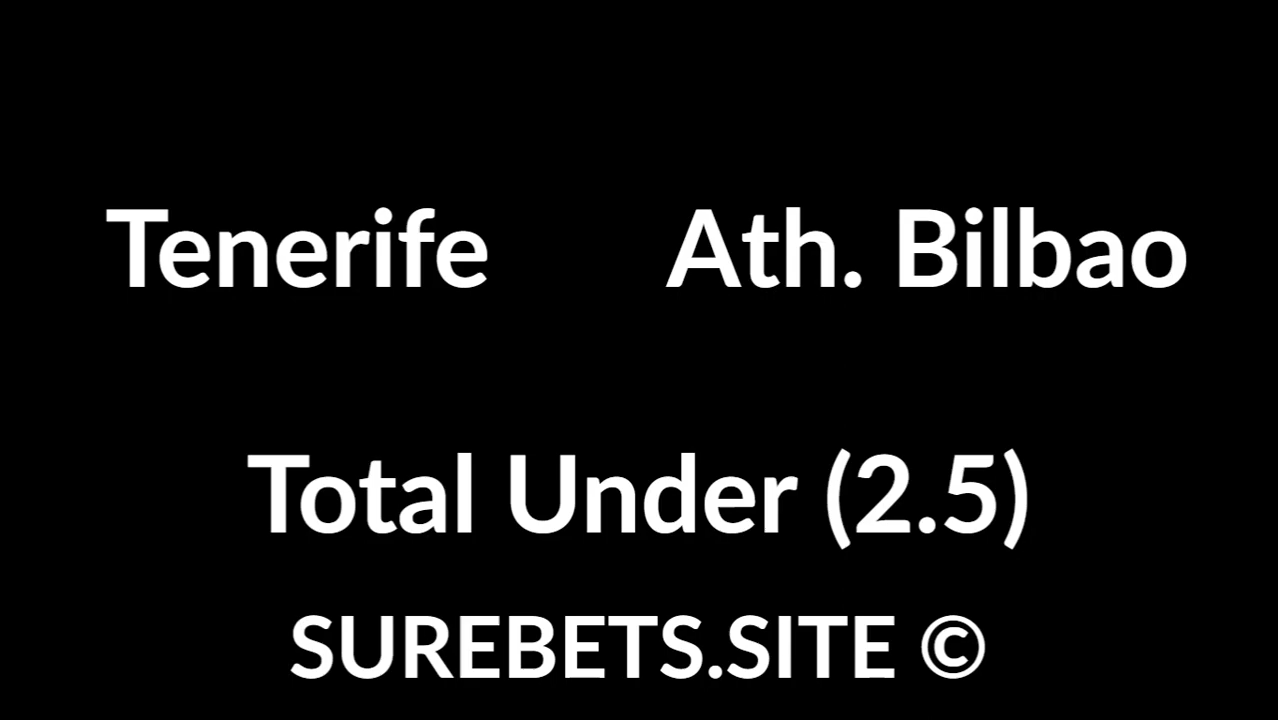 Tenerife Ath. Bilbao
Total Under (2.5)
SUREBETS.SITE ©